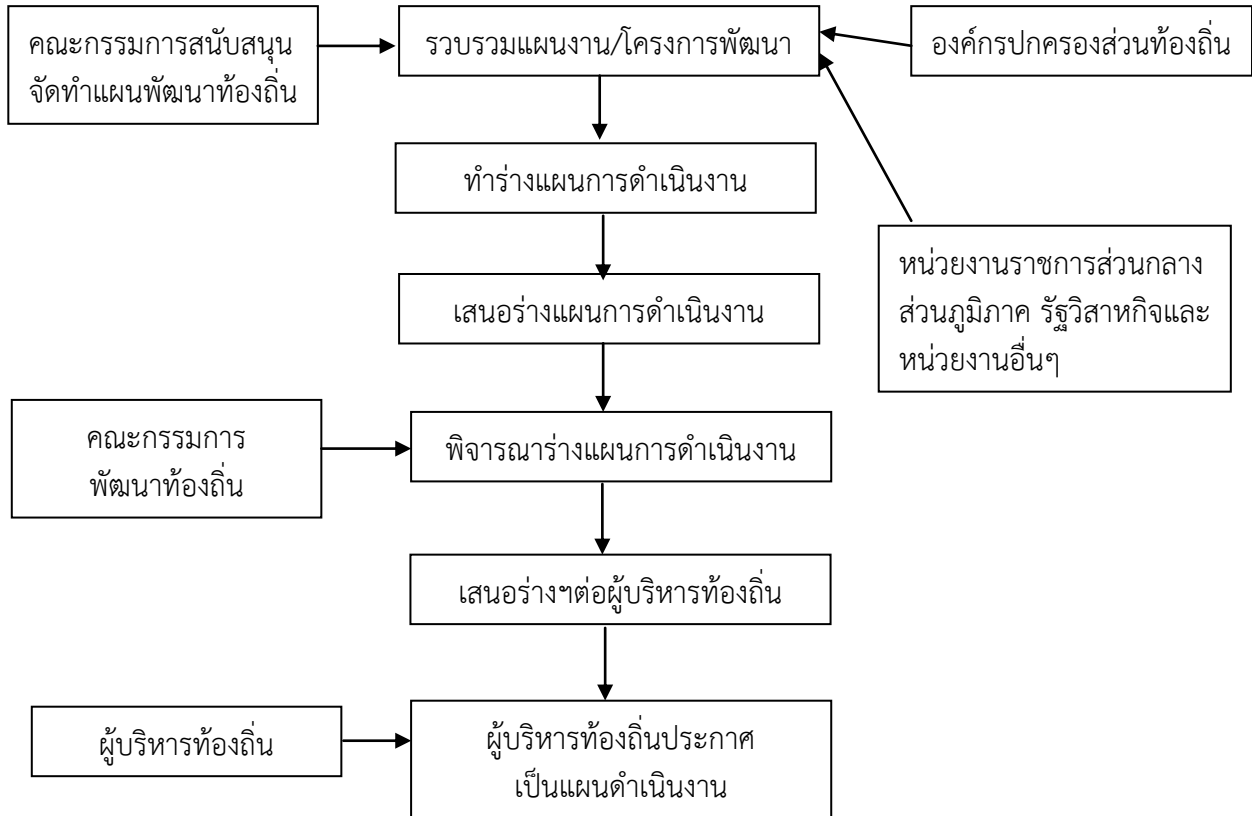 คณะกรรมการสนับสนุน
จัดทำแผนพัฒนาท้องถิ่น
รวบรวมแผนงาน/โครงการพัฒนา
องค์กรปกครองส่วนท้องถิ่น
ทำร่างแผนการดำเนินงาน
หน่วยงานราชการส่วนกลาง
ส่วนภูมิภาค รัฐวิสาหกิจและ
หน่วยงานอื่นๆ
เสนอร่างแผนการดำเนินงาน
คณะกรรมการ
พัฒนาท้องถิ่น
พิจารณาร่างแผนการดำเนินงาน
เสนอร่างฯต่อผู้บริหารท้องถิ่น
ผู้บริหารท้องถิ่น
ผู้บริหารท้องถิ่นประกาศ
เป็นแผนดำเนินงาน